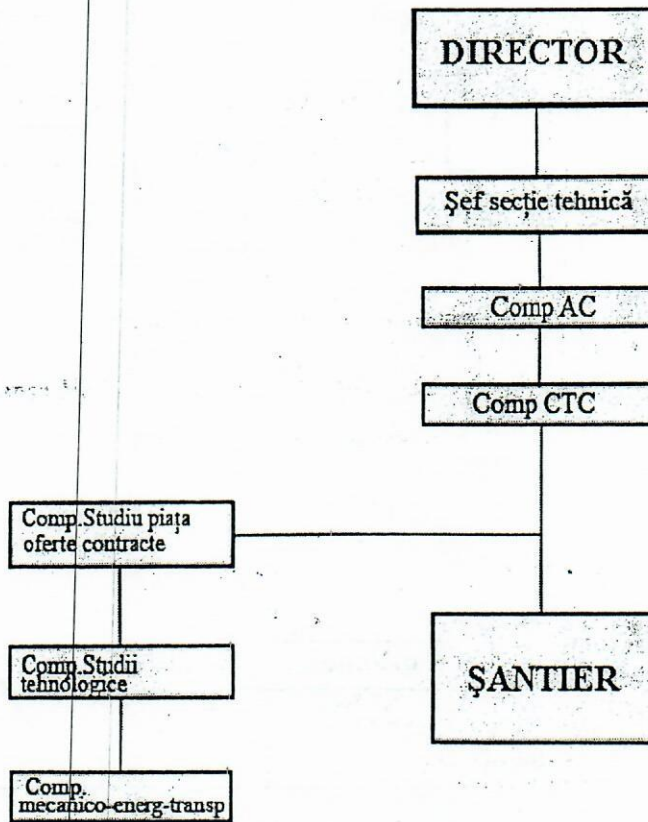 DIRECTOR
Şef secţie tehnică
Comp AC
Comp CTC
Comp.Studiu piaţa
oferte contracte
Comp.Studii
tehnologice
ŞANTIER
Comp.
mecanico-energ-transp